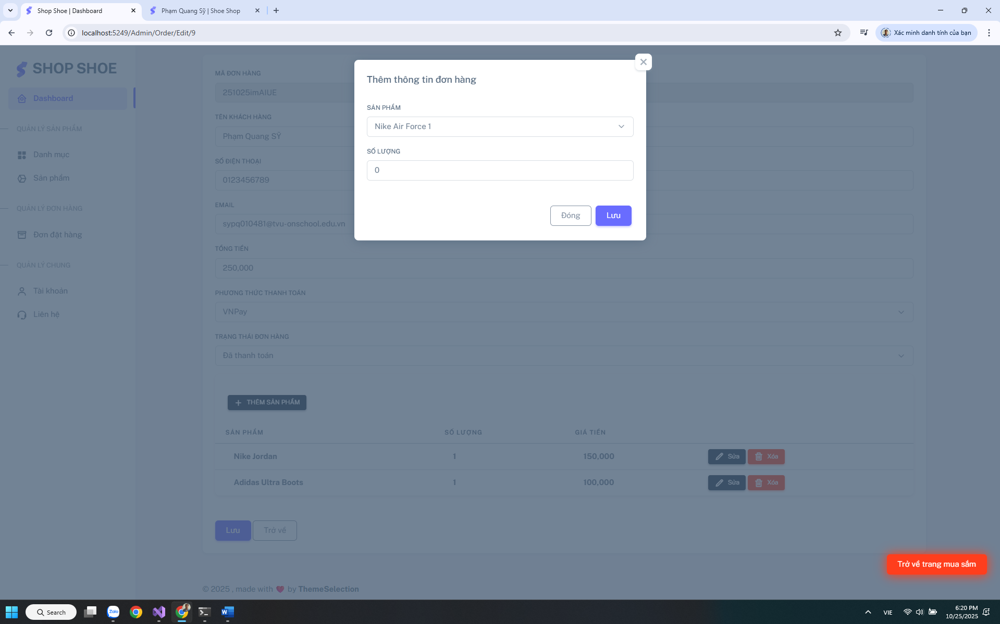 Shop Shoe | Dashboard
Phạm Quang Sỹ | Shoe Shop
localhost:5249/Admin/Order/Edit/9
Xác minh danh tính của bạn
SHOP SHOE
Dashboard
QUẢN LÝ SẢN PHẨM
Danh mục
Sản phẩm
QUẢN LÝ ĐƠN HÀNG
Đơn đặt hàng
QUẢN LÝ CHUNG
Tài khoản
Liên hệ
MÃ ĐƠN HÀNG
251025imAIUE
TÊN KHÁCH HÀNG
Phạm Quang SỸ
SỐ ĐIỆN THOẠI
0123456789
EMAIL
sypq010481@tvu-onschool.edu.vn
TỔNG TIỀN
250,000
PHƯƠNG THỨC THANH TOÁN
VNPay
TRẠNG THÁI ĐƠN HÀNG
Đã thanh toán
Thêm thông tin đơn hàng
SẢN PHẨM
Nike Air Force 1
SỐ LƯỢNG
0
Đóng
Lưu
THÊM SẢN PHẨM
SẢN PHẨM SỐ LƯỢNG GIÁ TIỀN
Nike Jordan 1 150,000 Sửa Xóa
Adidas Ultra Boots 1 100,000 Sửa Xóa
Lưu
Trở về
Trở về trang mua sắm
© 2025 , made with ❤️ by ThemeSelection
Search
Zalo
VIE
6:20 PM
10/25/2025